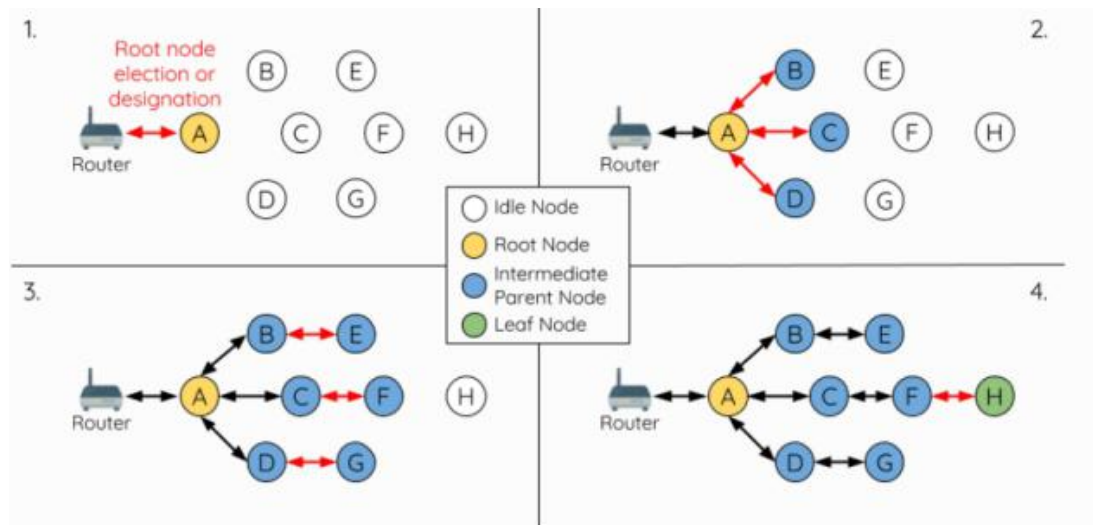 1.
Root node
election or
designation
B
E
A
C
F
H
Router
D
G
2.
B
E
A
C
F
H
Router
D
G
Idle Node
Root Node
Intermediate
Parent Node
Leaf Node
3.
B
E
A
C
F
H
Router
D
G
4.
B
E
A
C
F
H
Router
D
G